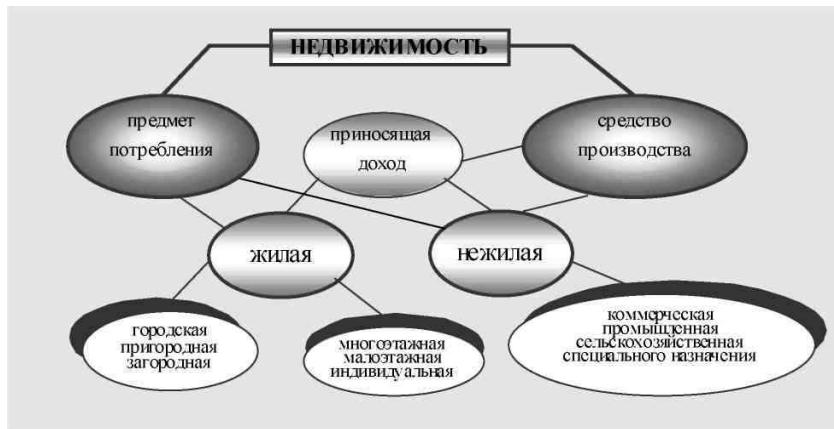 НЕДВИЖИМОСТЬ
предмет
потребления
приносящая
доход
средство
производства
жилая
нежилая
городская
пригородная
загородная
многоэтажная
малоэтажная
индивидуальная
коммерческая
промышленная
сельскохозяйственная
специального назначения